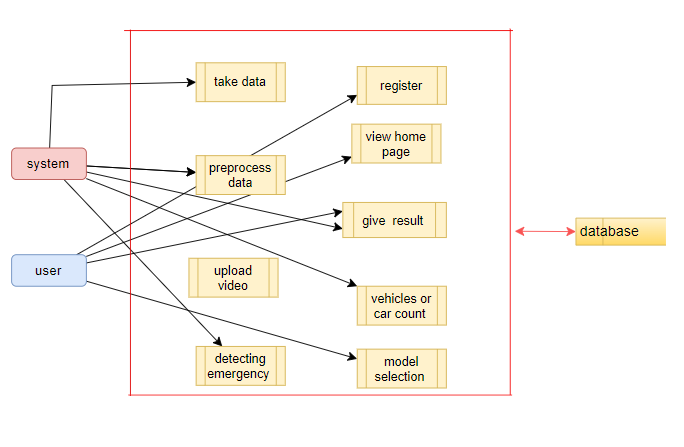 take data
register
view home
page
system
preprocess
data
give result
database
user
upload
video
vehicles or
car count
detecting
emergency
model
selection